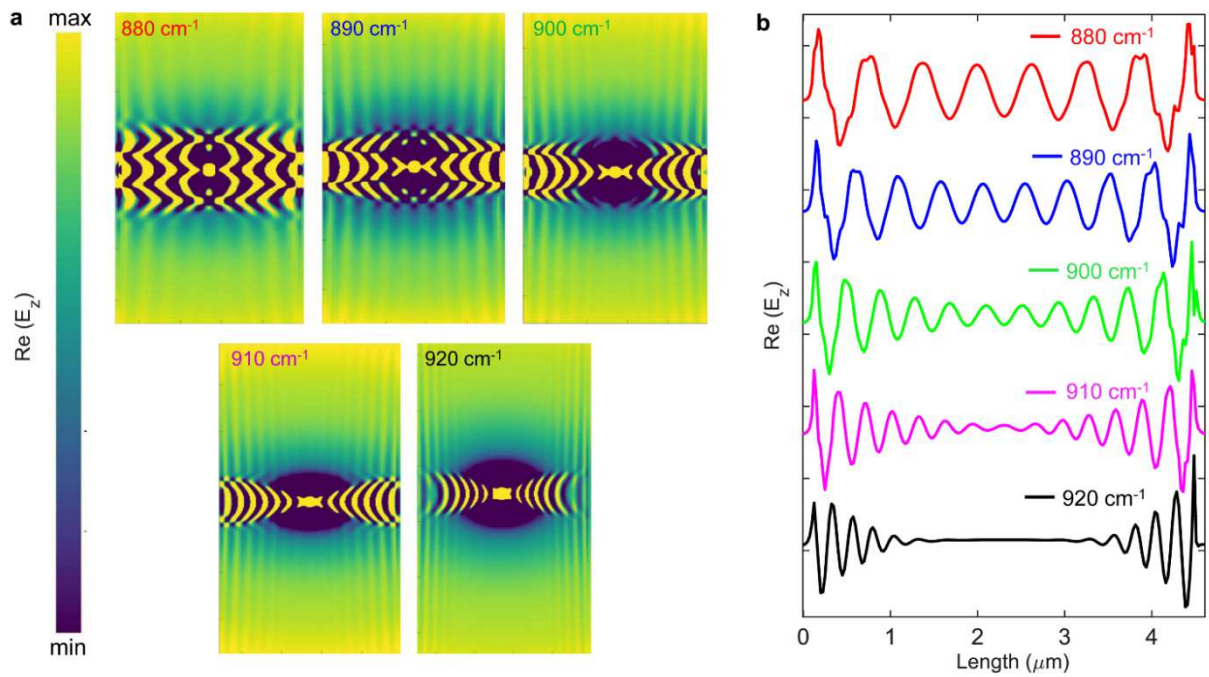 a
max
Re (E_z)
min
880 cm⁻¹
890 cm⁻¹
900 cm⁻¹
910 cm⁻¹
920 cm⁻¹
b
880 cm⁻¹
890 cm⁻¹
900 cm⁻¹
910 cm⁻¹
920 cm⁻¹
Re (E_z)
0 1 2 3 4
Length (μm)